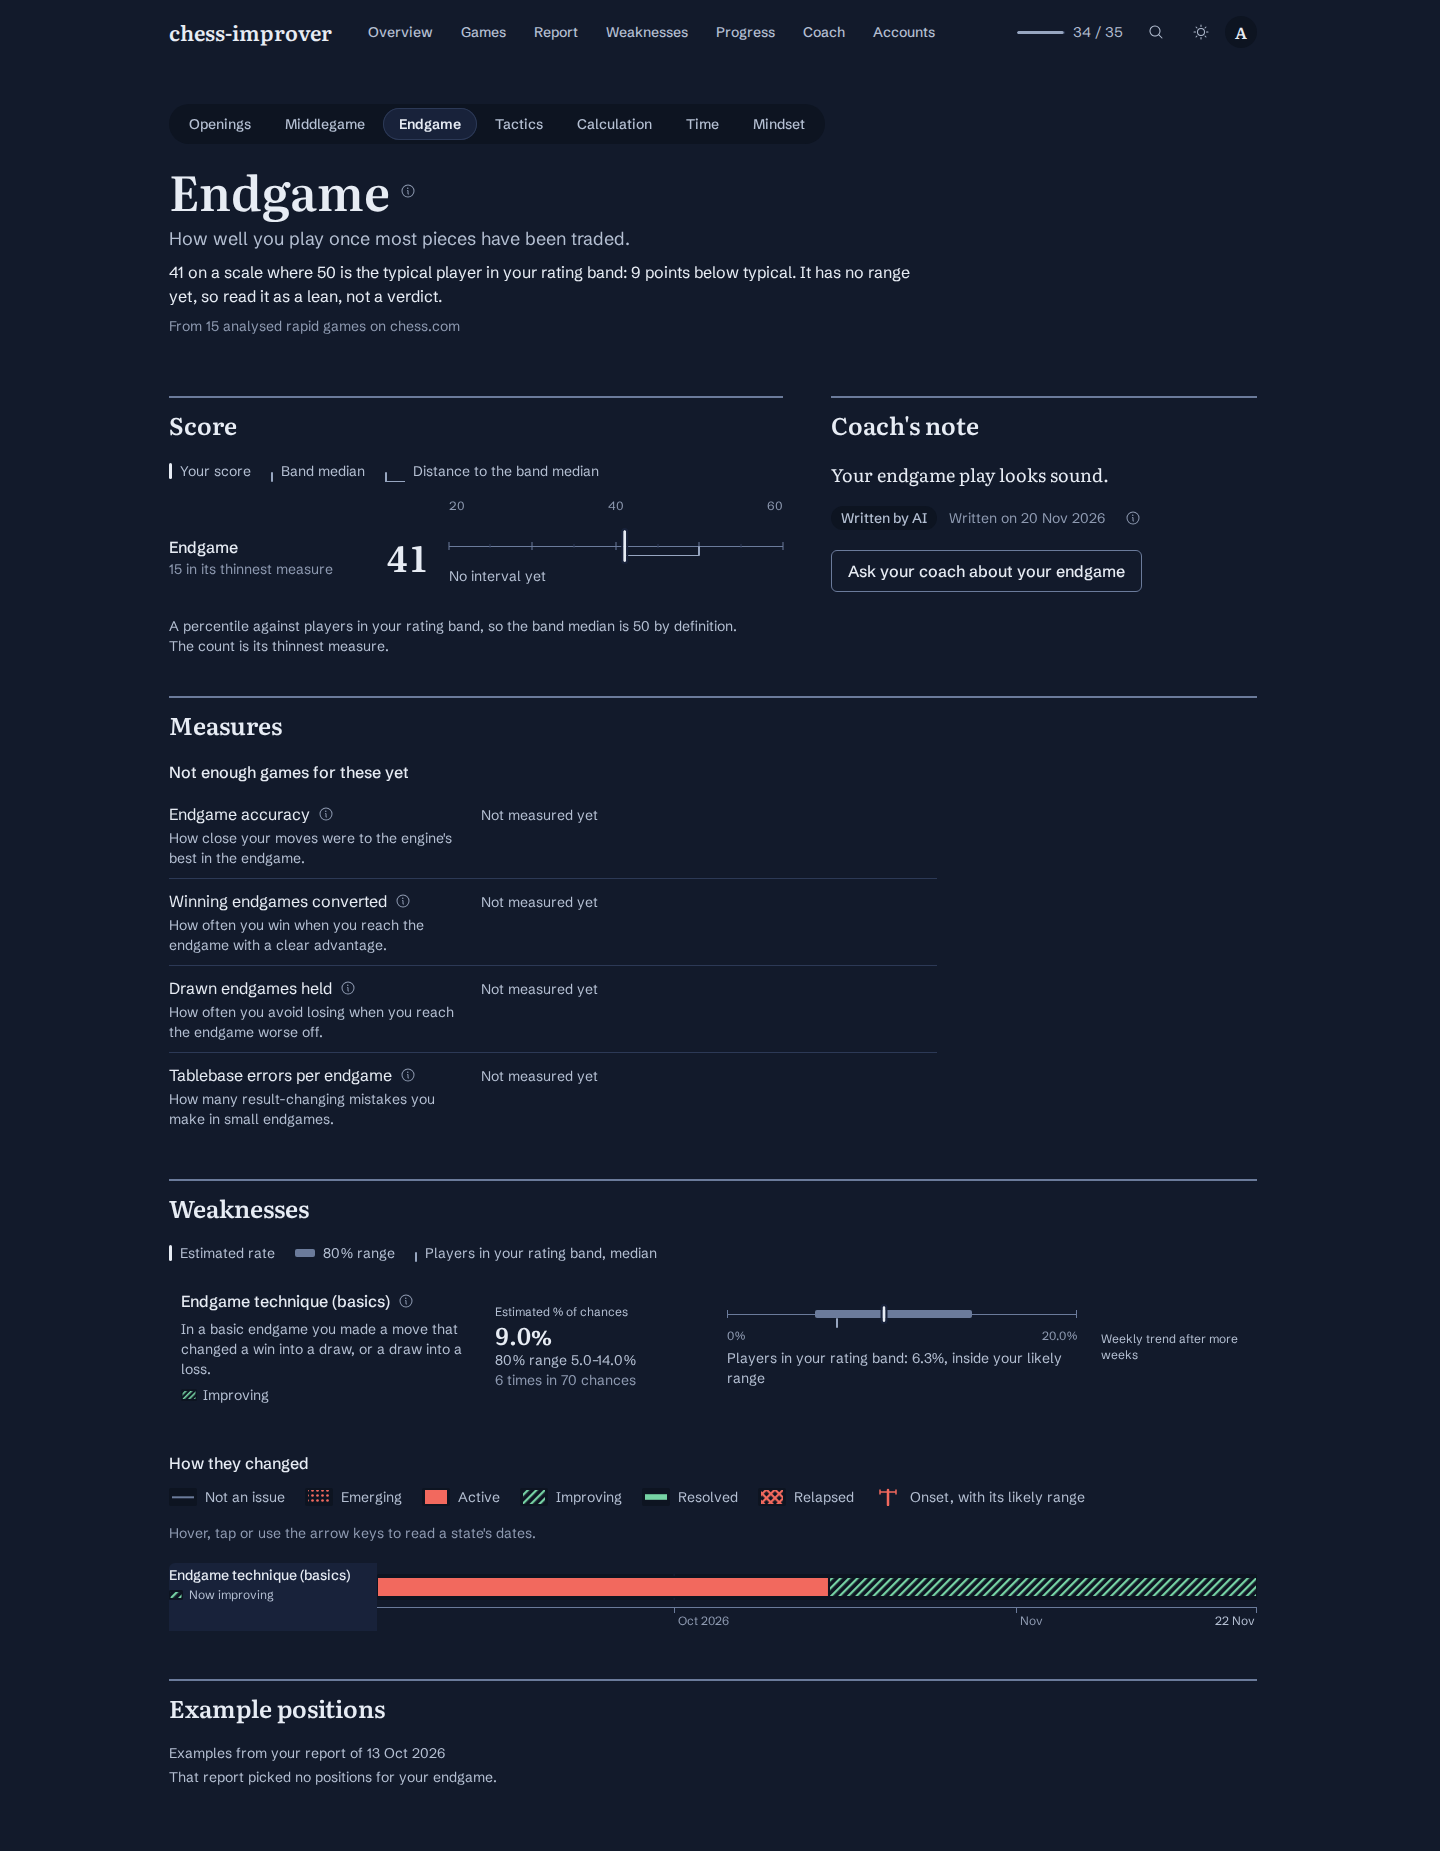 chess-improver
Overview
Games
Report
Weaknesses
Progress
Coach
Accounts
34 / 35
A
Openings
Middlegame
Endgame
Tactics
Calculation
Time
Mindset
Endgame
How well you play once most pieces have been traded.
41 on a scale where 50 is the typical player in your rating band: 9 points below typical. It has no range
yet, so read it as a lean, not a verdict.
From 15 analysed rapid games on chess.com
Score
Your score
Band median
Distance to the band median
20
40
60
Endgame
15 in its thinnest measure
41
No interval yet
A percentile against players in your rating band, so the band median is 50 by definition.
The count is its thinnest measure.
Coach's note
Your endgame play looks sound.
Written by AI
Written on 20 Nov 2026
Ask your coach about your endgame
Measures
Not enough games for these yet
Endgame accuracy
Not measured yet
How close your moves were to the engine's
best in the endgame.
Winning endgames converted
Not measured yet
How often you win when you reach the
endgame with a clear advantage.
Drawn endgames held
Not measured yet
How often you avoid losing when you reach
the endgame worse off.
Tablebase errors per endgame
Not measured yet
How many result-changing mistakes you
make in small endgames.
Weaknesses
Estimated rate
80% range
Players in your rating band, median
Endgame technique (basics)
In a basic endgame you made a move that
changed a win into a draw, or a draw into a
loss.
Improving
Estimated % of chances
9.0%
80% range 5.0–14.0%
6 times in 70 chances
0%
20.0%
Players in your rating band: 6.3%, inside your likely
range
Weekly trend after more
weeks
How they changed
Not an issue
Emerging
Active
Improving
Resolved
Relapsed
Onset, with its likely range
Hover, tap or use the arrow keys to read a state's dates.
Endgame technique (basics)
Now improving
Oct 2026
Nov
22 Nov
Example positions
Examples from your report of 13 Oct 2026
That report picked no positions for your endgame.